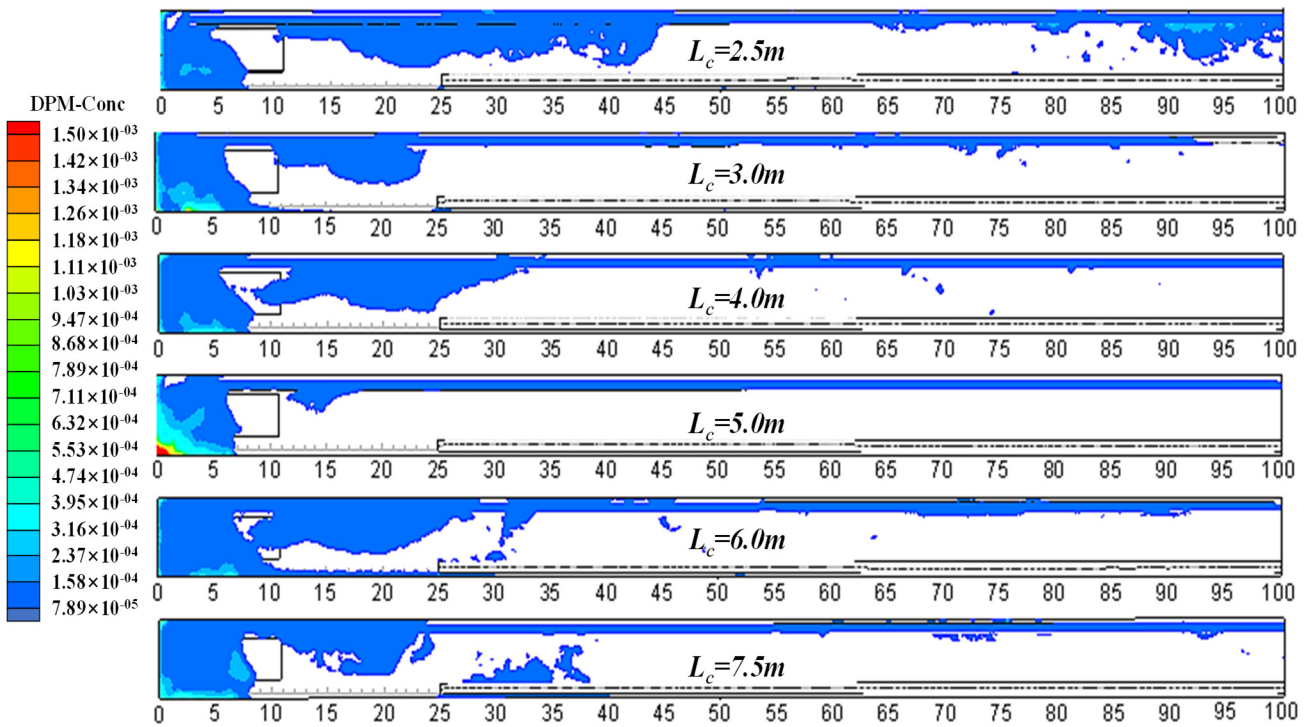 L_c=2.5m
0 5 10 15 20 25 30 35 40 45 50 55 60 65 70 75 80 85 90 95 100
DPM-Conc
1.50×10⁻⁰³
1.42×10⁻⁰³
1.34×10⁻⁰³
1.26×10⁻⁰³
1.18×10⁻⁰³
1.11×10⁻⁰³
1.03×10⁻⁰³
9.47×10⁻⁰⁴
8.68×10⁻⁰⁴
7.89×10⁻⁰⁴
7.11×10⁻⁰⁴
6.32×10⁻⁰⁴
5.53×10⁻⁰⁴
4.74×10⁻⁰⁴
3.95×10⁻⁰⁴
3.16×10⁻⁰⁴
2.37×10⁻⁰⁴
1.58×10⁻⁰⁴
7.89×10⁻⁰⁵
L_c=3.0m
0 5 10 15 20 25 30 35 40 45 50 55 60 65 70 75 80 85 90 95 100
L_c=4.0m
0 5 10 15 20 25 30 35 40 45 50 55 60 65 70 75 80 85 90 95 100
L_c=5.0m
0 5 10 15 20 25 30 35 40 45 50 55 60 65 70 75 80 85 90 95 100
L_c=6.0m
0 5 10 15 20 25 30 35 40 45 50 55 60 65 70 75 80 85 90 95 100
L_c=7.5m
0 5 10 15 20 25 30 35 40 45 50 55 60 65 70 75 80 85 90 95 100